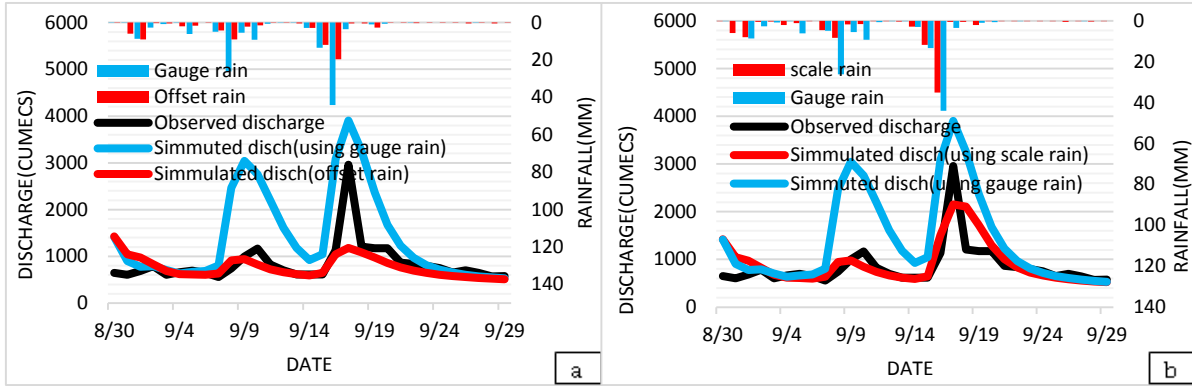 6000
5000
4000
3000
2000
1000
0
DISCHARGE(CUMECS)
Gauge rain
Offset rain
Observed discharge
Simmuted disch(using gauge rain)
Simmulated disch(offset rain)
0
20
40
60
80
100
120
140
RAINFALL(MM)
8/30
9/4
9/9
9/14
9/19
9/29
DATE
a
6000
5000
4000
3000
2000
1000
0
DISCHARGE(CUMECS)
scale rain
Gauge rain
Observed discharge
Simmulated disch(using scale rain)
Simmuted disch(using gauge rain)
0
20
40
60
80
100
120
140
RAINFALL(MM)
8/30
9/4
9/9
9/14
9/19
9/24
9/29
DATE
b